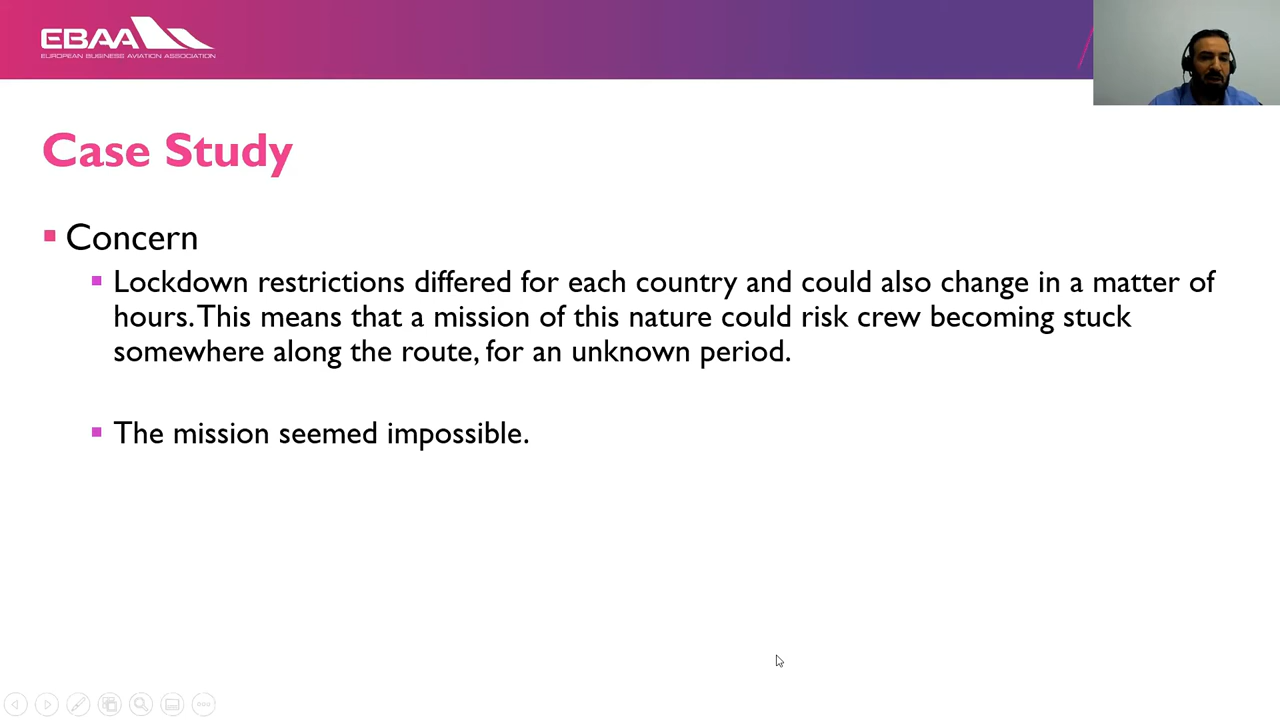 EBAA
EUROPEAN BUSINESS AVIATION ASSOCIATION
Case Study
Concern
Lockdown restrictions differed for each country and could also change in a matter of
hours. This means that a mission of this nature could risk crew becoming stuck
somewhere along the route, for an unknown period.
The mission seemed impossible.